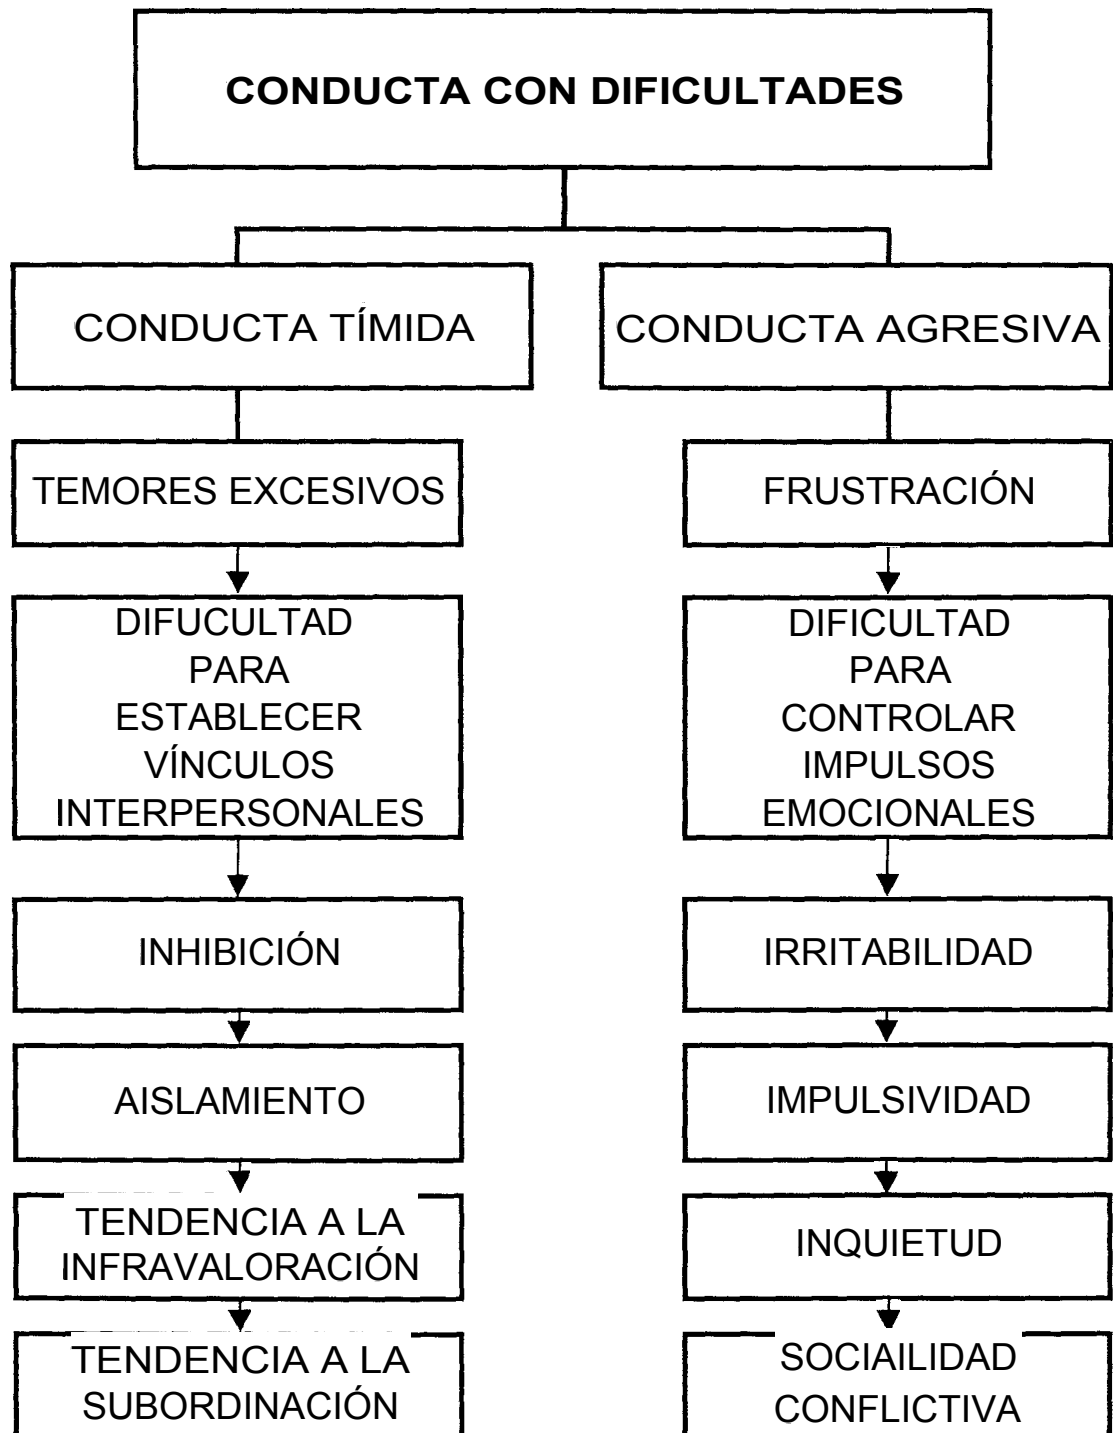 CONDUCTA CON DIFICULTADES
CONDUCTA TÍMIDA
CONDUCTA AGRESIVA
TEMORES EXCESIVOS
FRUSTRACIÓN
DIFUCULTAD
PARA
ESTABLECER
VÍNCULOS
INTERPERSONALES
DIFICULTAD
PARA
CONTROLAR
IMPULSOS
EMOCIONALES
INHIBICIÓN
IRRITABILIDAD
AISLAMIENTO
IMPULSIVIDAD
TENDENCIA A LA
INFRAVALORACIÓN
INQUIETUD
TENDENCIA A LA
SUBORDINACIÓN
SOCIAILIDAD
CONFLICTIVA